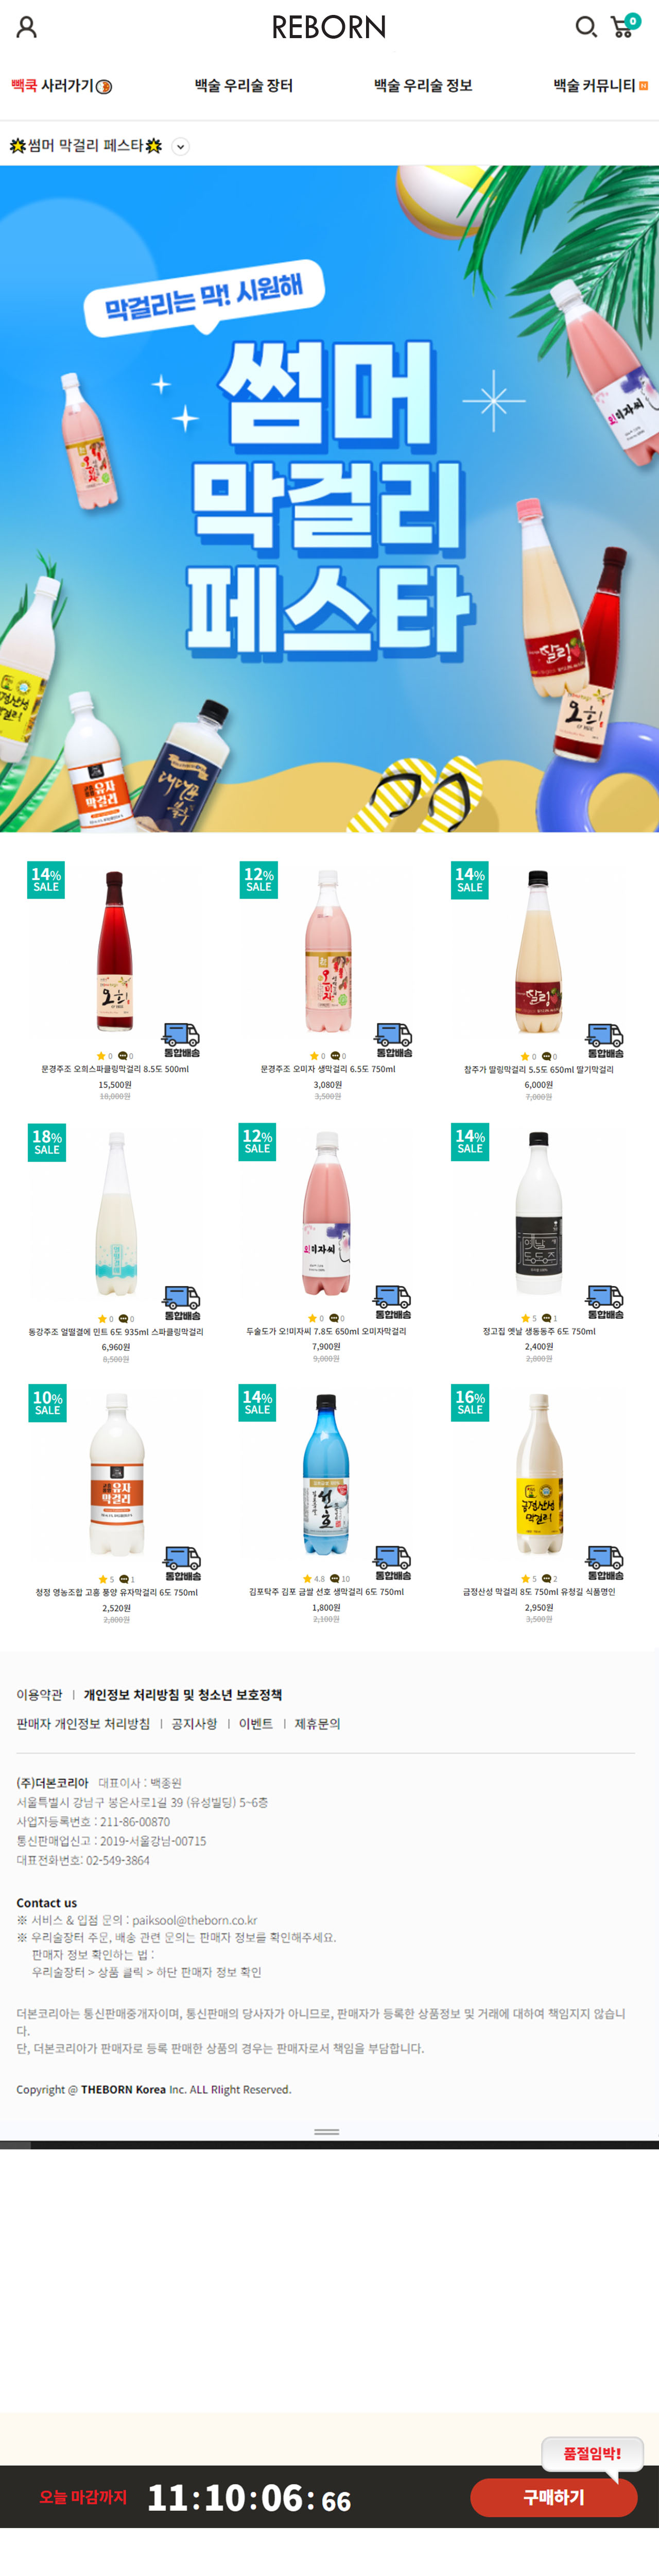 REBORN
0
빽쿡 사러가기
백술 우리술 장터
백술 우리술 정보
백술 커뮤니티 N
썸머 막걸리 페스타
막걸리는 막! 시원해
썸머
막걸리
페스타
14% SALE
통합배송
0 0
문경주조 오희스파클링막걸리 8.5도 500ml
15,500원
18,000원
12% SALE
통합배송
0 0
문경주조 오미자 생막걸리 6.5도 750ml
3,080원
3,500원
14% SALE
통합배송
0 0
참주가 딸링막걸리 5.5도 650ml 딸기막걸리
6,000원
7,000원
18% SALE
통합배송
0 0
동강주조 얼떨결에 민트 6도 935ml 스파클링막걸리
6,960원
8,500원
12% SALE
통합배송
0 0
두술도가 오!미자씨 7.8도 650ml 오미자막걸리
7,900원
9,000원
14% SALE
통합배송
5 1
정고집 옛날 생동동주 6도 750ml
2,400원
2,800원
10% SALE
통합배송
5 1
청정 영농조합 고흥 풍양 유자막걸리 6도 750ml
2,520원
2,800원
14% SALE
통합배송
4.8 10
김포탁주 김포 금쌀 선호 생막걸리 6도 750ml
1,800원
2,100원
16% SALE
통합배송
5 2
금정산성 막걸리 8도 750ml 유청길 식품명인
2,950원
3,500원
이용약관 | 개인정보 처리방침 및 청소년 보호정책
판매자 개인정보 처리방침 | 공지사항 | 이벤트 | 제휴문의
(주)더본코리아 대표이사 : 백종원
서울특별시 강남구 봉은사로1길 39 (유성빌딩) 5~6층
사업자등록번호 : 211-86-00870
통신판매업신고 : 2019-서울강남-00715
대표전화번호: 02-549-3864
Contact us
※ 서비스 & 입점 문의 : paiksool@theborn.co.kr
※ 우리술장터 주문, 배송 관련 문의는 판매자 정보를 확인해주세요.
판매자 정보 확인하는 법 :
우리술장터 > 상품 클릭 > 하단 판매자 정보 확인
더본코리아는 통신판매중개자이며, 통신판매의 당사자가 아니므로, 판매자가 등록한 상품정보 및 거래에 대하여 책임지지 않습니
다.
단, 더본코리아가 판매자로 등록 판매한 상품의 경우는 판매자로서 책임을 부담합니다.
Copyright @ THEBORN Korea Inc. ALL RIight Reserved.
품절임박!
오늘 마감까지 11:10:06: 66
구매하기